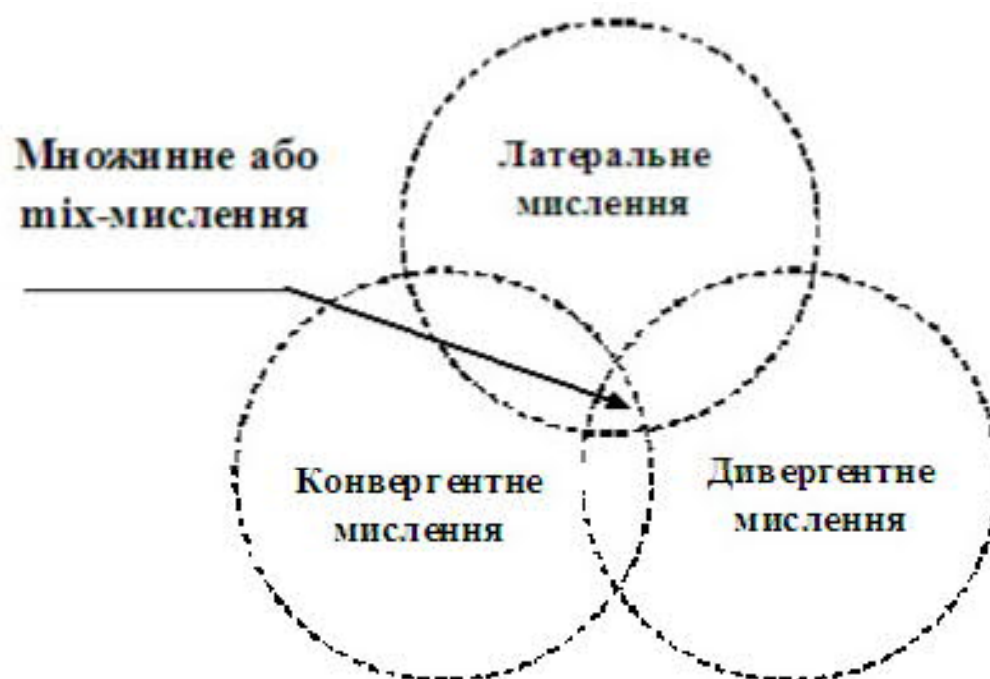 Множинне або
mix-мислення
Латеральне
мислення
Конвергентне
мислення
Дивергентне
мислення